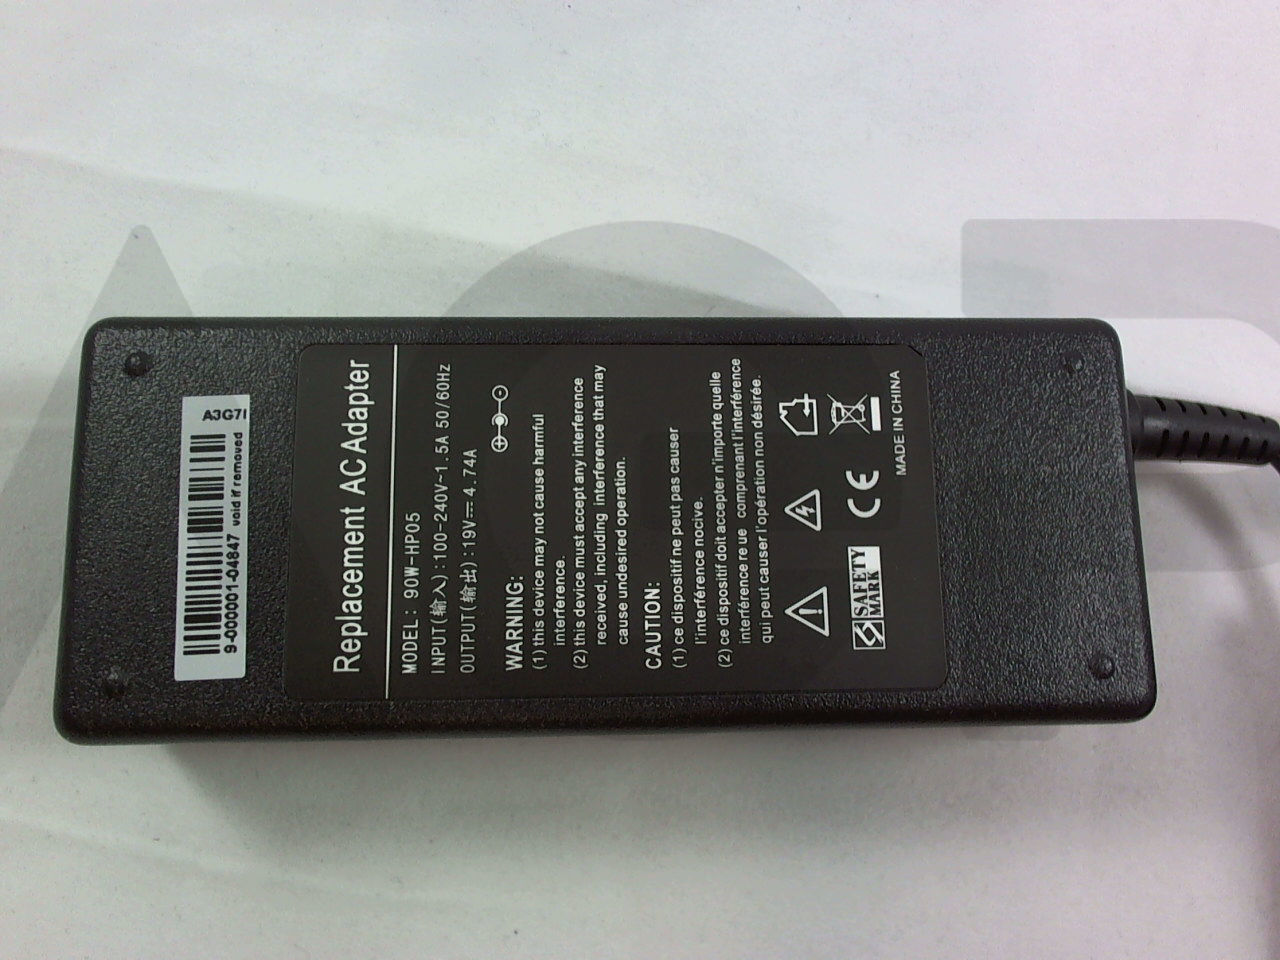 A3G7I
9-000001-04847 void if removed
Replacement AC Adapter
MODEL: 90W-HP05
INPUT(输入):100-240V~1.5A 50/60Hz
OUTPUT(输出):19V⎓4.74A
WARNING:
(1) this device may not cause harmful
interference.
(2) this device must accept any interference
received, including interference that may
cause undesired operation.
CAUTION:
(1) ce dispositif ne peut pas causer
l'interférence nocive.
(2) ce dispositif doit accepter n'importe quelle
interférence re ue comprenant l'interférence
qui peut causer l'opération non désirée.
SAFETY
MARK
CE
MADE IN CHINA